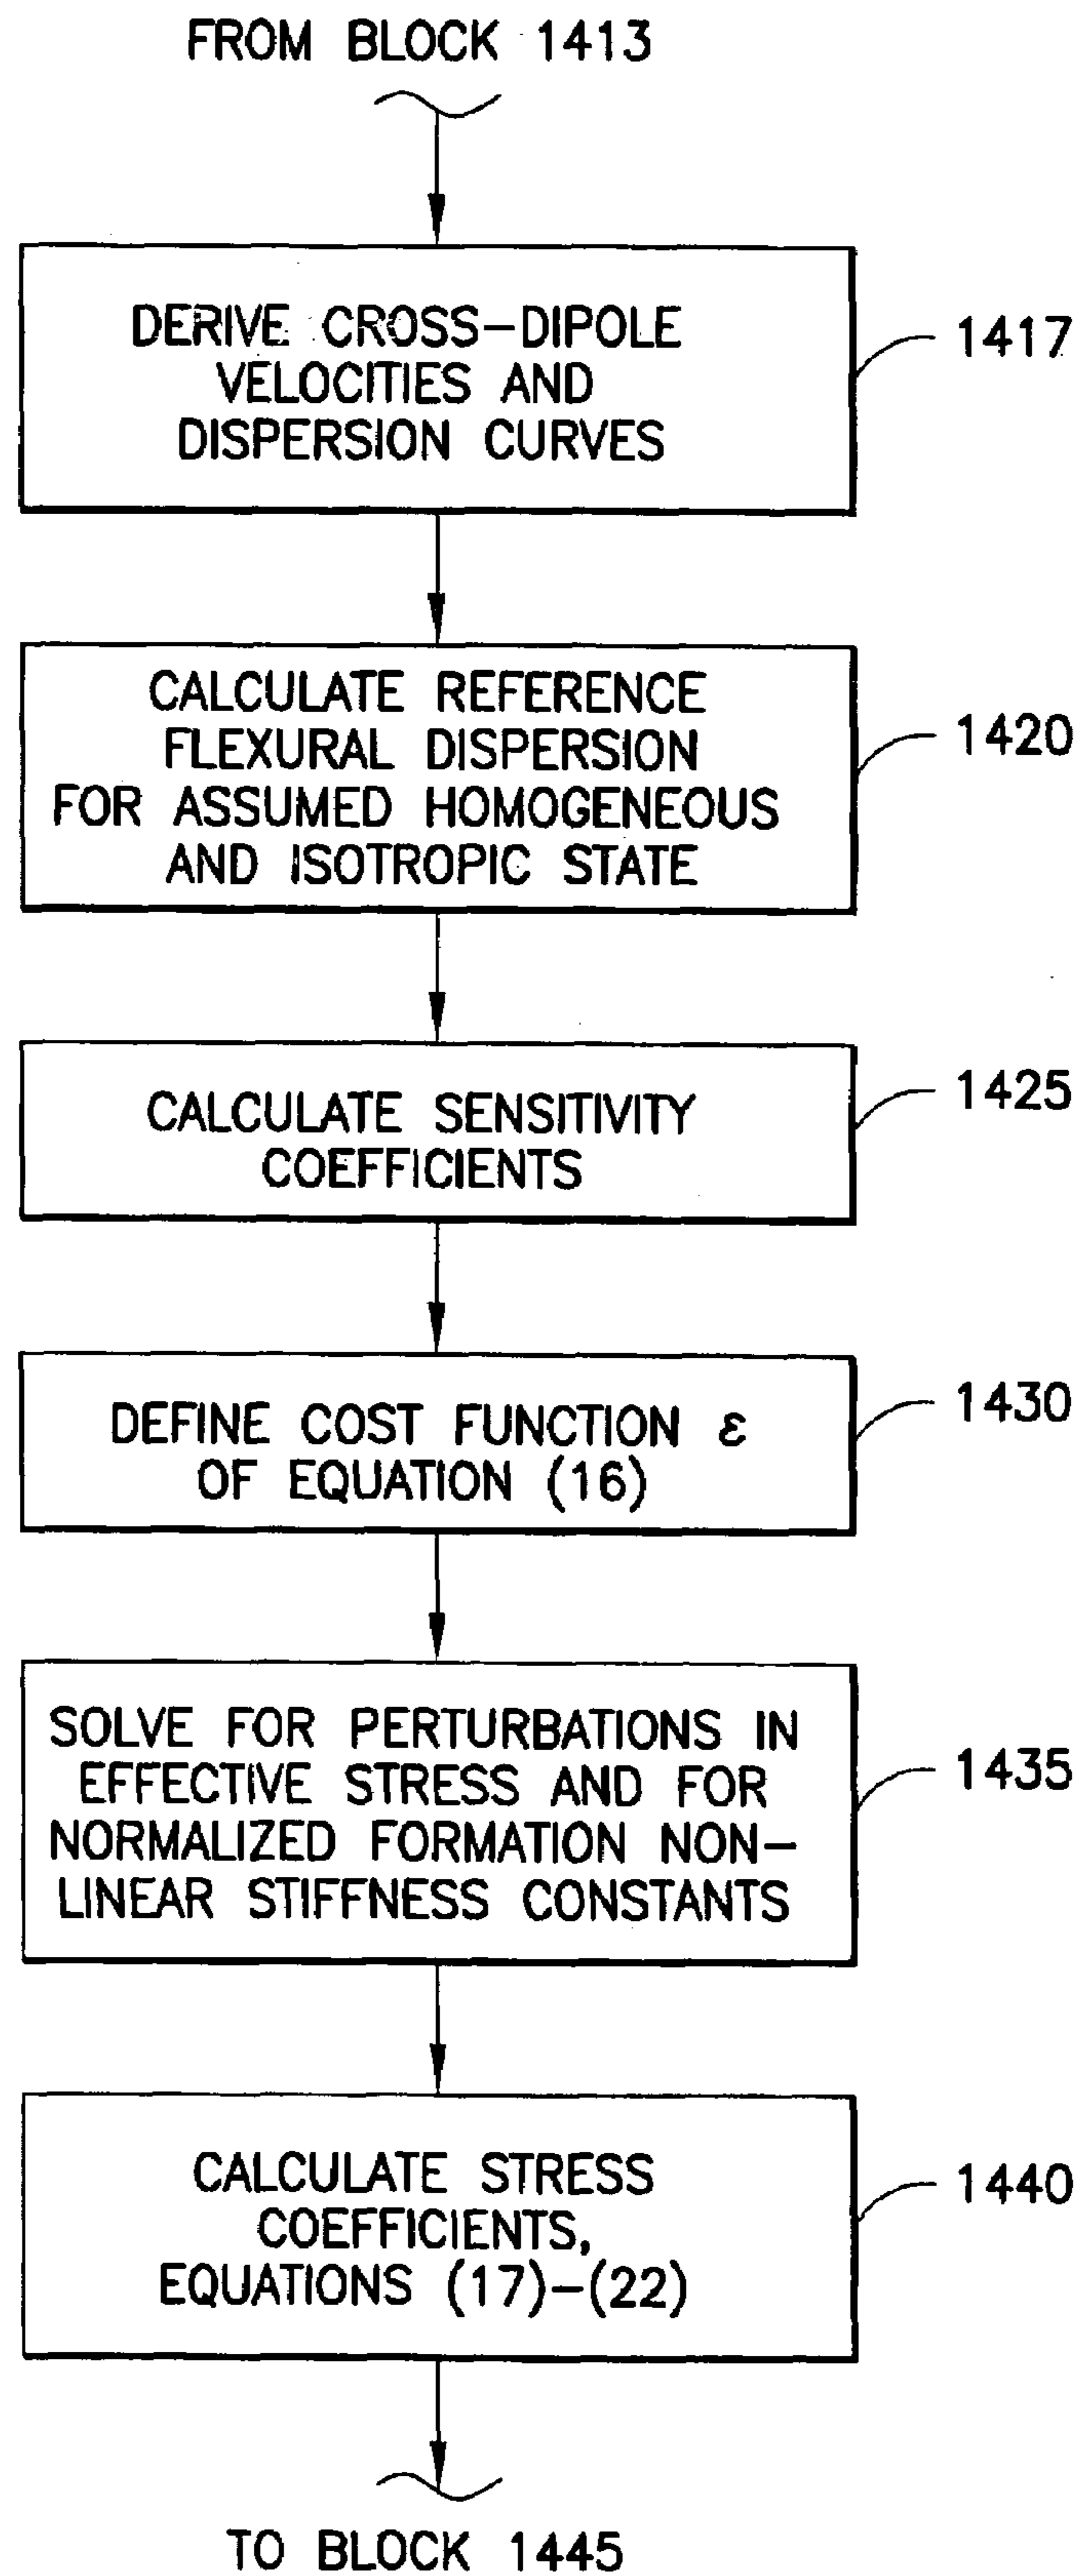 FROM BLOCK 1413
DERIVE CROSS-DIPOLE
VELOCITIES AND
DISPERSION CURVES
1417
CALCULATE REFERENCE
FLEXURAL DISPERSION
FOR ASSUMED HOMOGENEOUS
AND ISOTROPIC STATE
1420
CALCULATE SENSITIVITY
COEFFICIENTS
1425
DEFINE COST FUNCTION ε
OF EQUATION (16)
1430
SOLVE FOR PERTURBATIONS IN
EFFECTIVE STRESS AND FOR
NORMALIZED FORMATION NON-
LINEAR STIFFNESS CONSTANTS
1435
CALCULATE STRESS
COEFFICIENTS,
EQUATIONS (17)-(22)
1440
TO BLOCK 1445